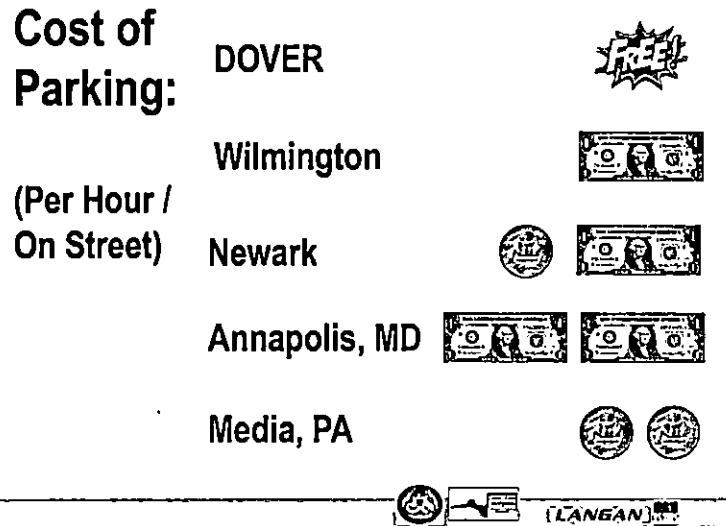 Cost of
Parking:
(Per Hour /
On Street)
DOVER
FREE!
Wilmington
Newark
Annapolis, MD
Media, PA
LANGAN